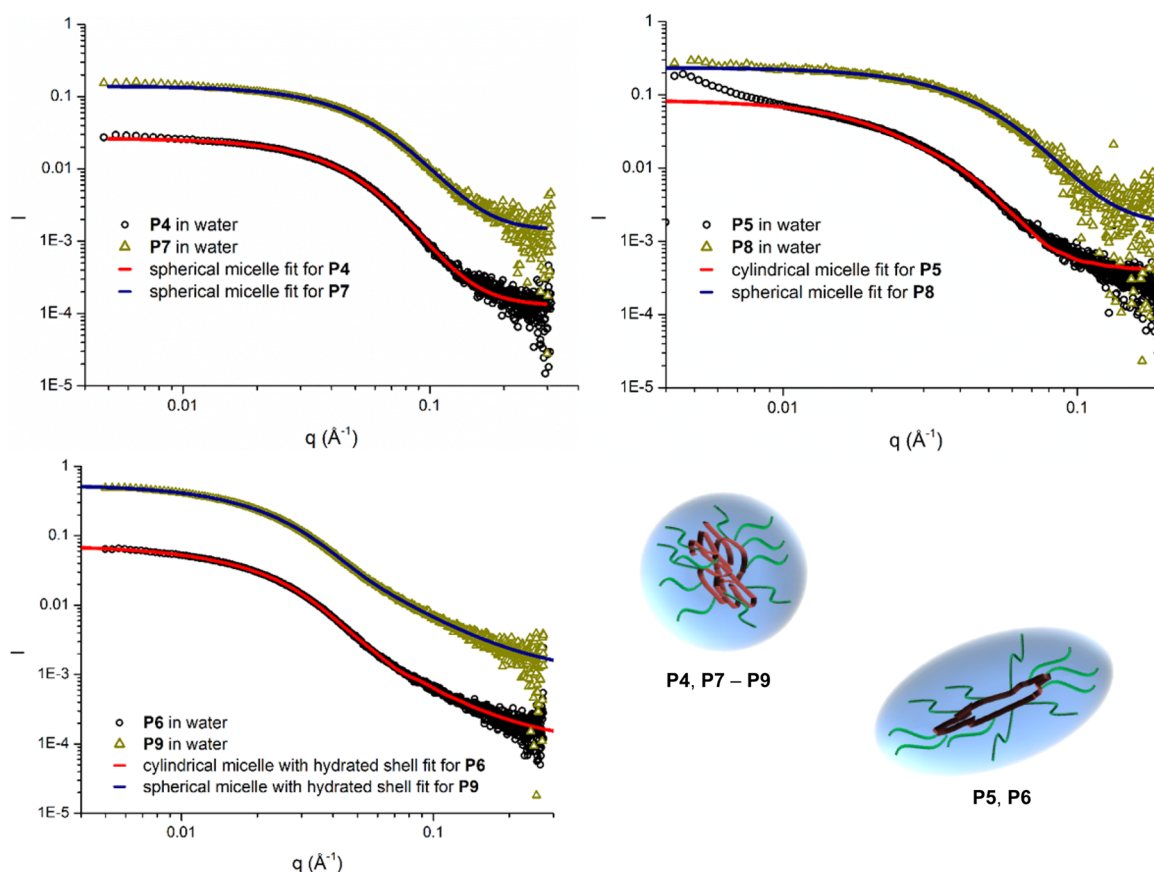 1
0.1
0.01
1E-3
1E-4
1E-5
I
P4 in water
P7 in water
spherical micelle fit for P4
spherical micelle fit for P7
0.01
0.1
q (Å⁻¹)
1
0.1
0.01
1E-3
1E-4
1E-5
I
P5 in water
P8 in water
cylindrical micelle fit for P5
spherical micelle fit for P8
0.01
0.1
q (Å⁻¹)
1
0.1
0.01
1E-3
1E-4
1E-5
I
P6 in water
P9 in water
cylindrical micelle with hydrated shell fit for P6
spherical micelle with hydrated shell fit for P9
0.01
0.1
q (Å⁻¹)
P4, P7 – P9
P5, P6